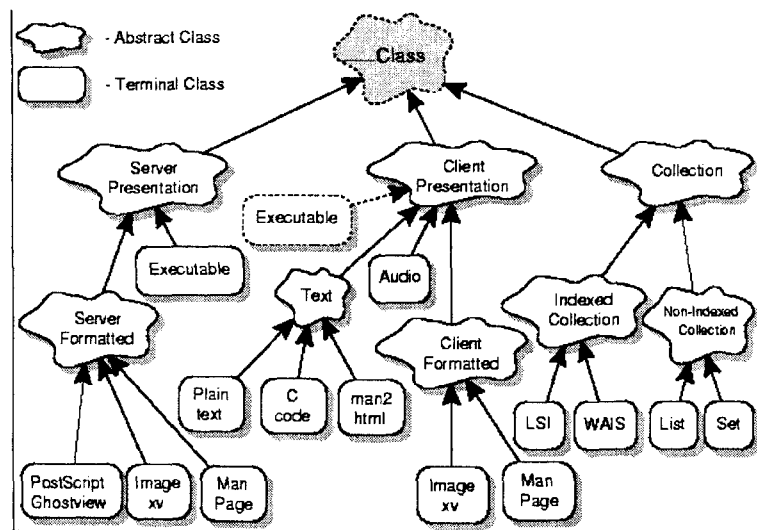 - Abstract Class
- Terminal Class
Class
Server
Presentation
Client
Presentation
Collection
Executable
Executable
Audio
Text
Indexed
Collection
Non-Indexed
Collection
Server
Formatted
Client
Formatted
Plain
text
C
code
man2
html
LSI
WAIS
List
Set
PostScript
Ghostview
Image
xv
Man
Page
Image
xv
Man
Page